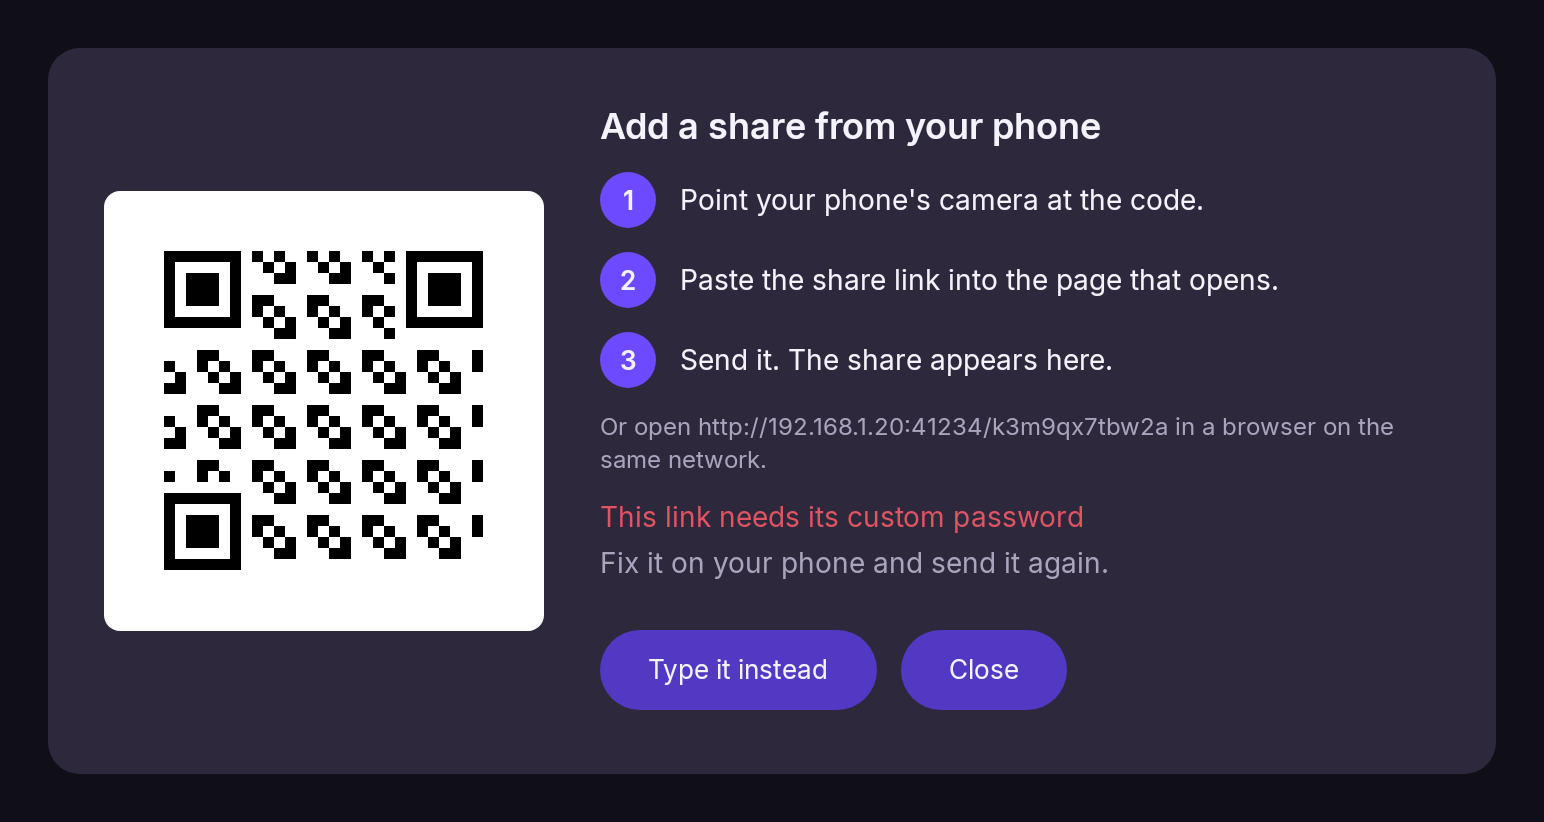 Add a share from your phone
1 Point your phone's camera at the code.
2 Paste the share link into the page that opens.
3 Send it. The share appears here.
Or open http://192.168.1.20:41234/k3m9qx7tbw2a in a browser on the
same network.
This link needs its custom password
Fix it on your phone and send it again.
Type it instead Close